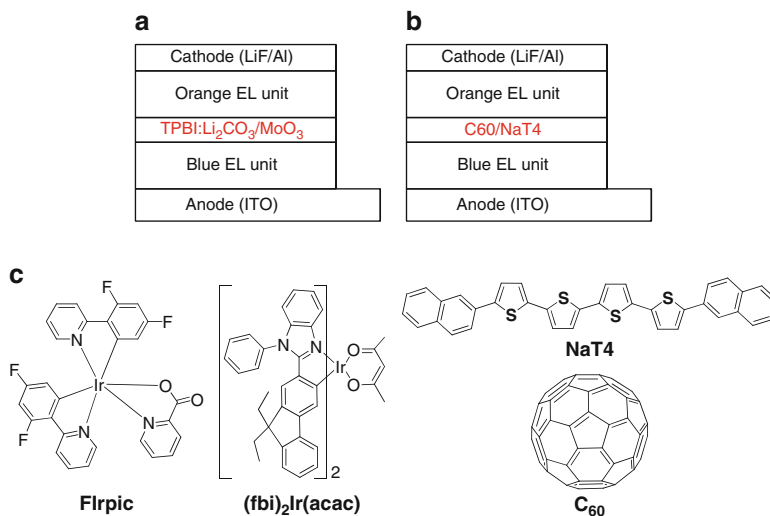 a
Cathode (LiF/Al)
Orange EL unit
TPBI:Li₂CO₃/MoO₃
Blue EL unit
Anode (ITO)
b
Cathode (LiF/Al)
Orange EL unit
C60/NaT4
Blue EL unit
Anode (ITO)
c
F
F
N
Ir
O
O
F
N
N
F
FIrpic
N
N
O
Ir
O
2
(fbi)₂Ir(acac)
S
S
S
S
NaT4
C₆₀